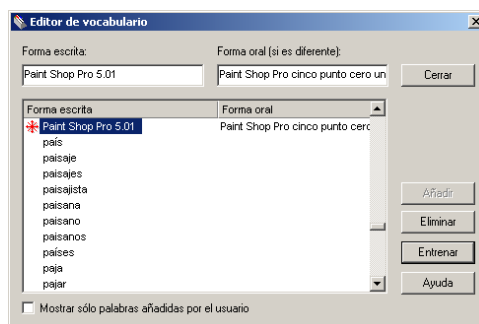 Editor de vocabulario
Forma escrita: Forma oral (si es diferente):
Paint Shop Pro 5.01 Paint Shop Pro cinco punto cero un Cerrar
Forma escrita Forma oral
Paint Shop Pro 5.01 Paint Shop Pro cinco punto cerc
país
paisaje
paisajes
paisajista
paisana Añadir
paisano
paisanos Eliminar
países Entrenar
paja
pajar Ayuda
Mostrar sólo palabras añadidas por el usuario